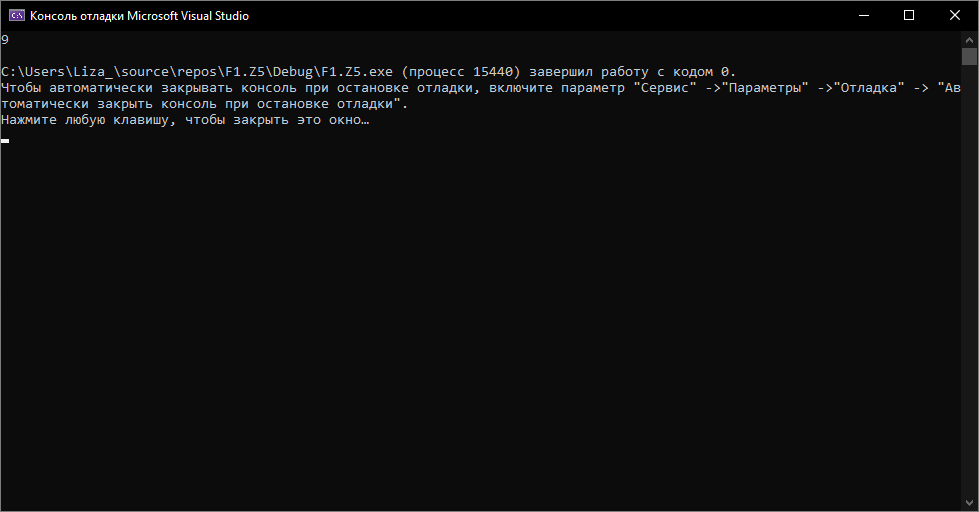 Консоль отладки Microsoft Visual Studio
9
C:\Users\Liza_\source\repos\F1.Z5\Debug\F1.Z5.exe (процесс 15440) завершил работу с кодом 0.
Чтобы автоматически закрывать консоль при остановке отладки, включите параметр "Сервис" ->"Параметры" ->"Отладка" -> "Ав
томатически закрыть консоль при остановке отладки".
Нажмите любую клавишу, чтобы закрыть это окно…